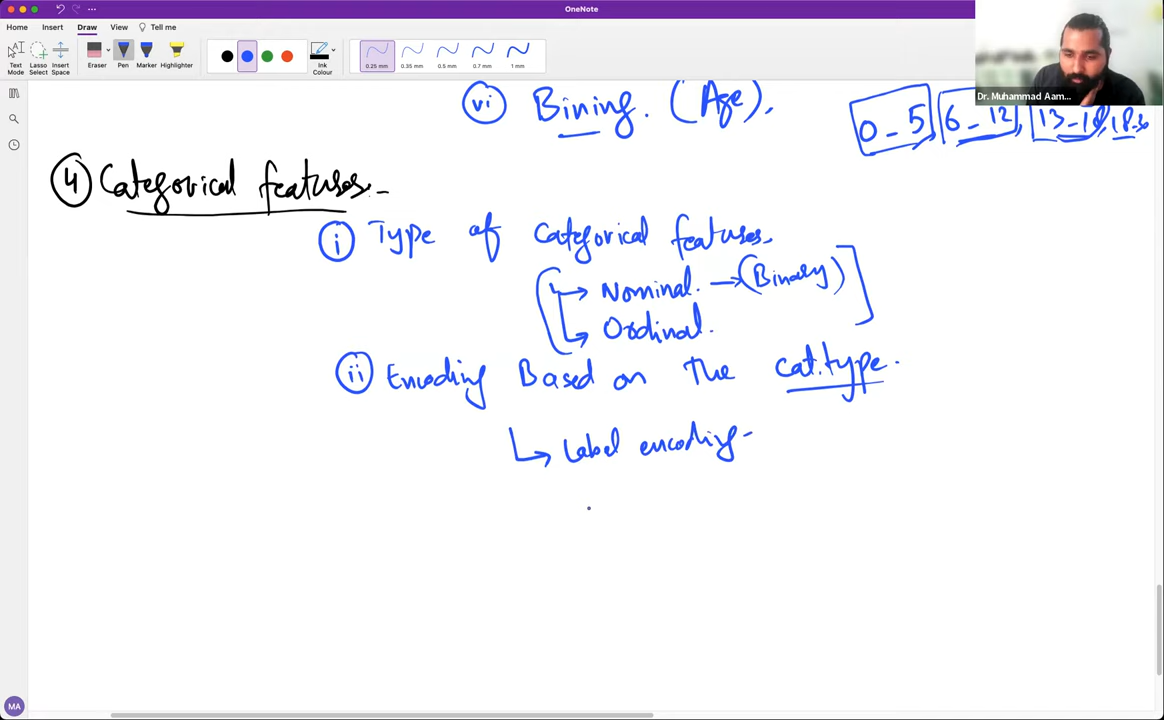 OneNote
Home Insert Draw View Tell me
Text Mode
Lasso Select
Insert Space
Eraser
Pen
Marker
Highlighter
Ink Colour
0.25 mm
0.35 mm
0.5 mm
0.7 mm
1 mm
Dr. Muhammad Aam...
vi Bining. (Age).
0 - 5, 6 - 12, 13 - 18, 18-30
4 Categorical features:-
i Type of Categorical features.
→ Nominal. → (Binary)
→ Ordinal.
ii Encoding Based on The cat.type.
→ Label encoding-
MA